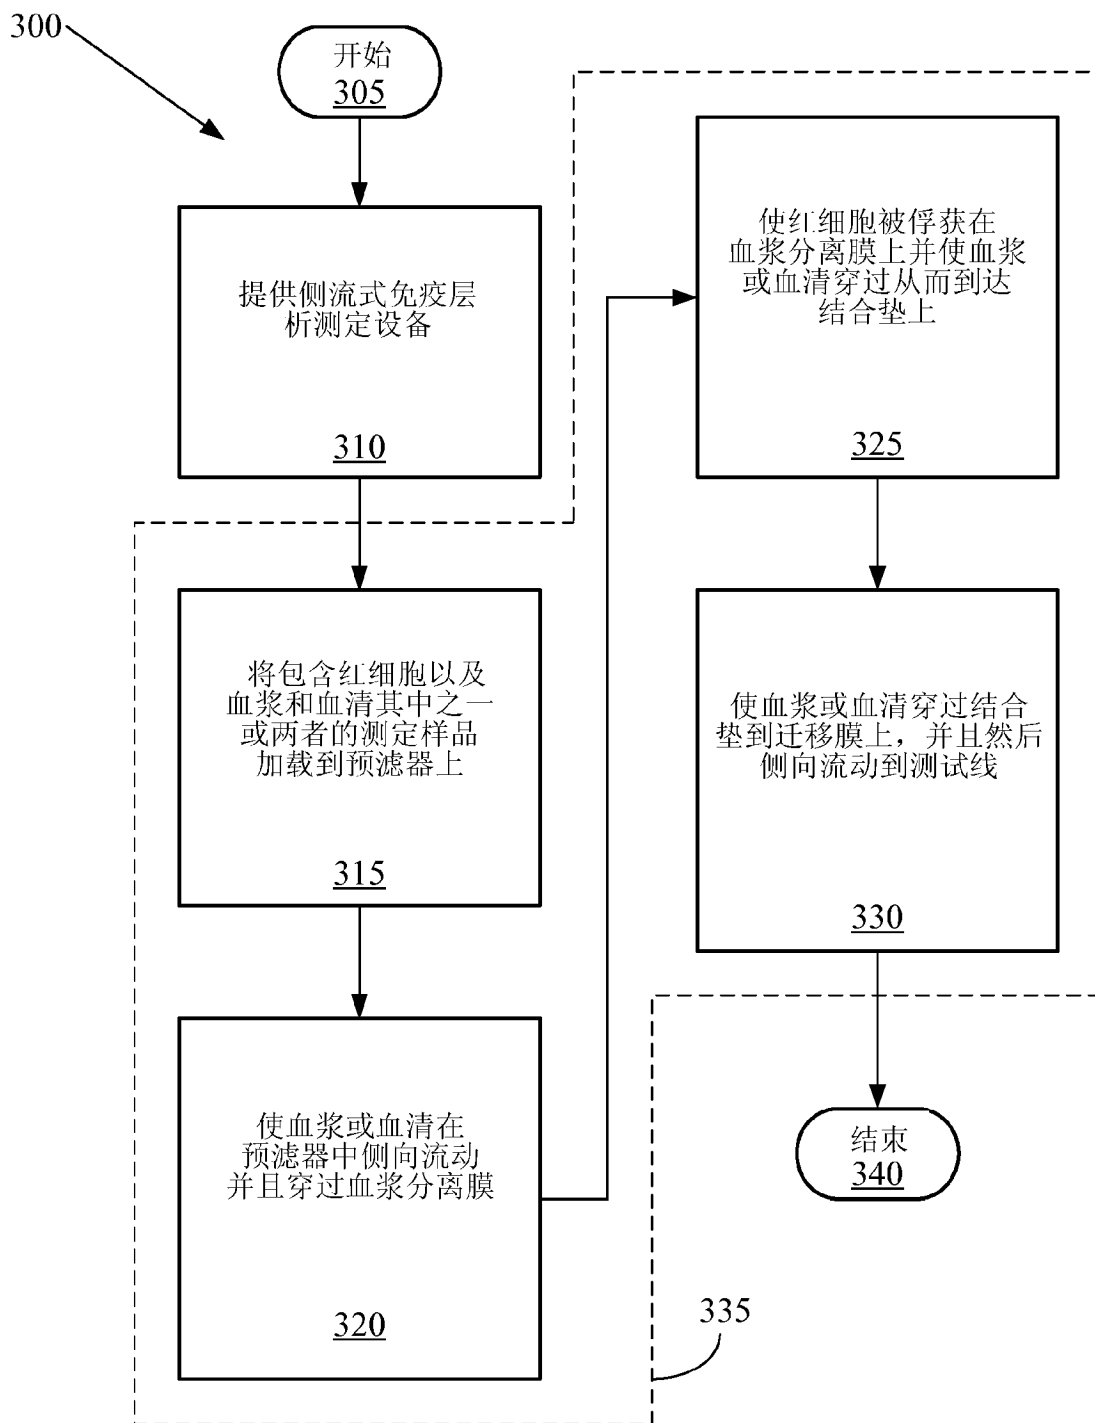 300
开始
305
提供侧流式免疫层
析测定设备
310
将包含红细胞以及
血浆和血清其中之一
或两者的测定样品
加载到预滤器上
315
使血浆或血清在
预滤器中侧向流动
并且穿过血浆分离膜
320
使红细胞被俘获在
血浆分离膜上并使血浆
或血清穿过从而到达
结合垫上
325
使血浆或血清穿过结合
垫到迁移膜上，并且然后
侧向流动到测试线
330
结束
340
335